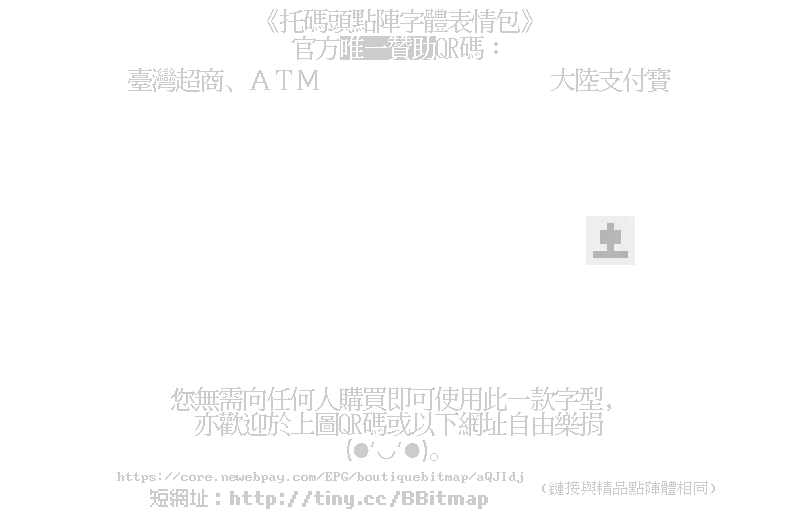 《托碼頭點陣字體表情包》
官方唯一贊助QR碼：
臺灣超商、ＡＴＭ
大陸支付寶
您無需向任何人購買即可使用此一款字型，
亦歡迎於上圖QR碼或以下網址自由樂捐
(●′◡′●)。
https://core.newebpay.com/EPG/boutiquebitmap/aQJIdj
短網址：http://tiny.cc/BBitmap
(鏈接與精品點陣體相同)